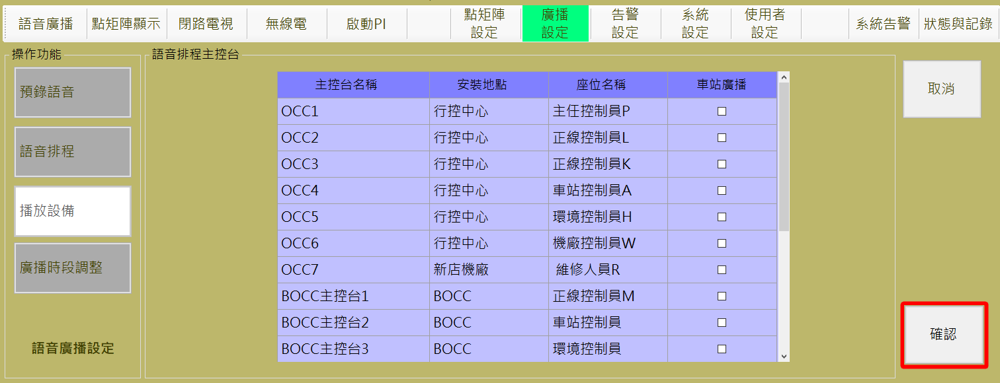 語音廣播 點矩陣顯示 閉路電視 無線電 啟動PI 點矩陣設定 廣播設定 告警設定 系統設定 使用者設定 系統告警 狀態與記錄
操作功能
預錄語音
語音排程
播放設備
廣播時段調整
語音廣播設定
語音排程主控台
主控台名稱 安裝地點 座位名稱 車站廣播
OCC1 行控中心 主任控制員P
OCC2 行控中心 正線控制員L
OCC3 行控中心 正線控制員K
OCC4 行控中心 車站控制員A
OCC5 行控中心 環境控制員H
OCC6 行控中心 機廠控制員W
OCC7 新店機廠 維修人員R
BOCC主控台1 BOCC 正線控制員M
BOCC主控台2 BOCC 車站控制員
BOCC主控台3 BOCC 環境控制員
取消
確認